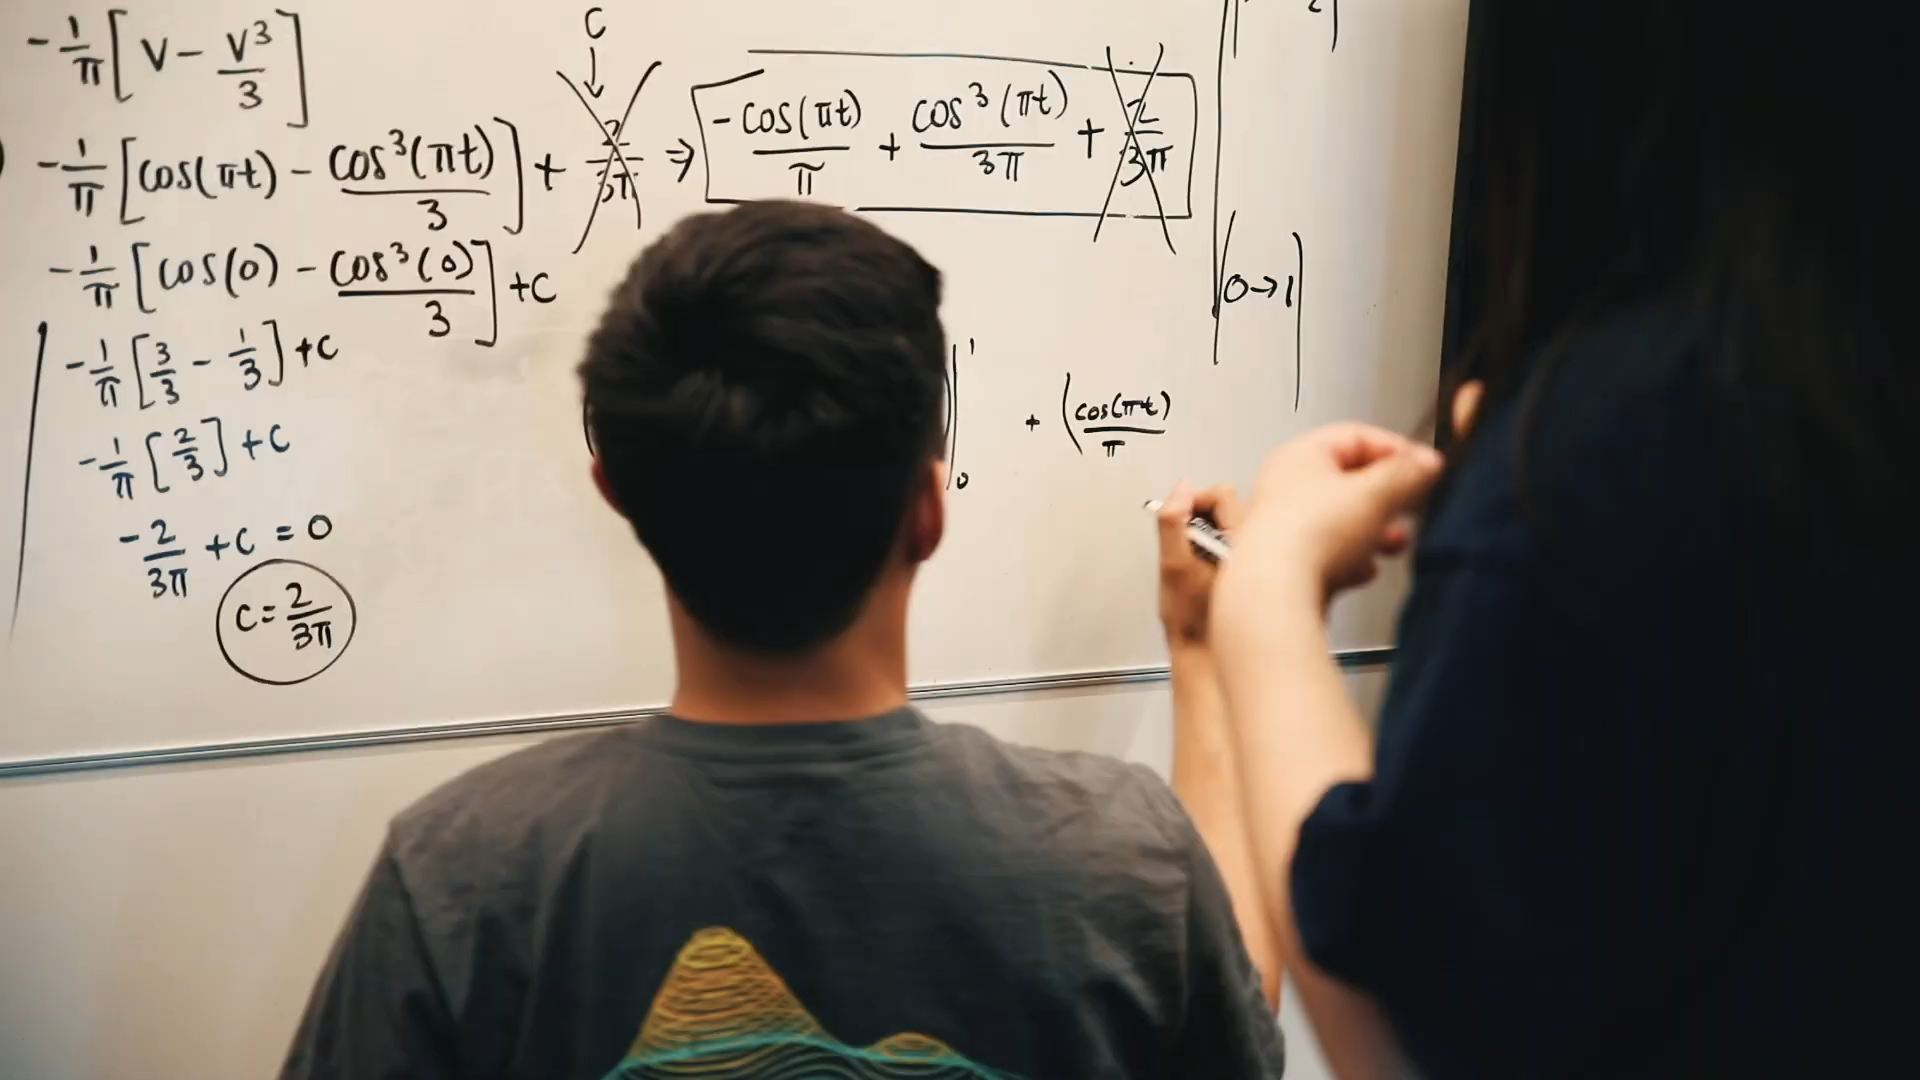 -1/π [V - V³/3]
C
↓
-1/π [cos(πt) - cos³(πt)/3] + 2/3π ⇒ -cos(πt)/π + cos³(πt)/3π + 2/3π
-1/π [cos(0) - cos³(0)/3] + C
0→1
-1/π [3/3 - 1/3] + C
|¹₀ + (cos(πt)/π
-1/π [2/3] + C
-2/3π + C = 0
C = 2/3π